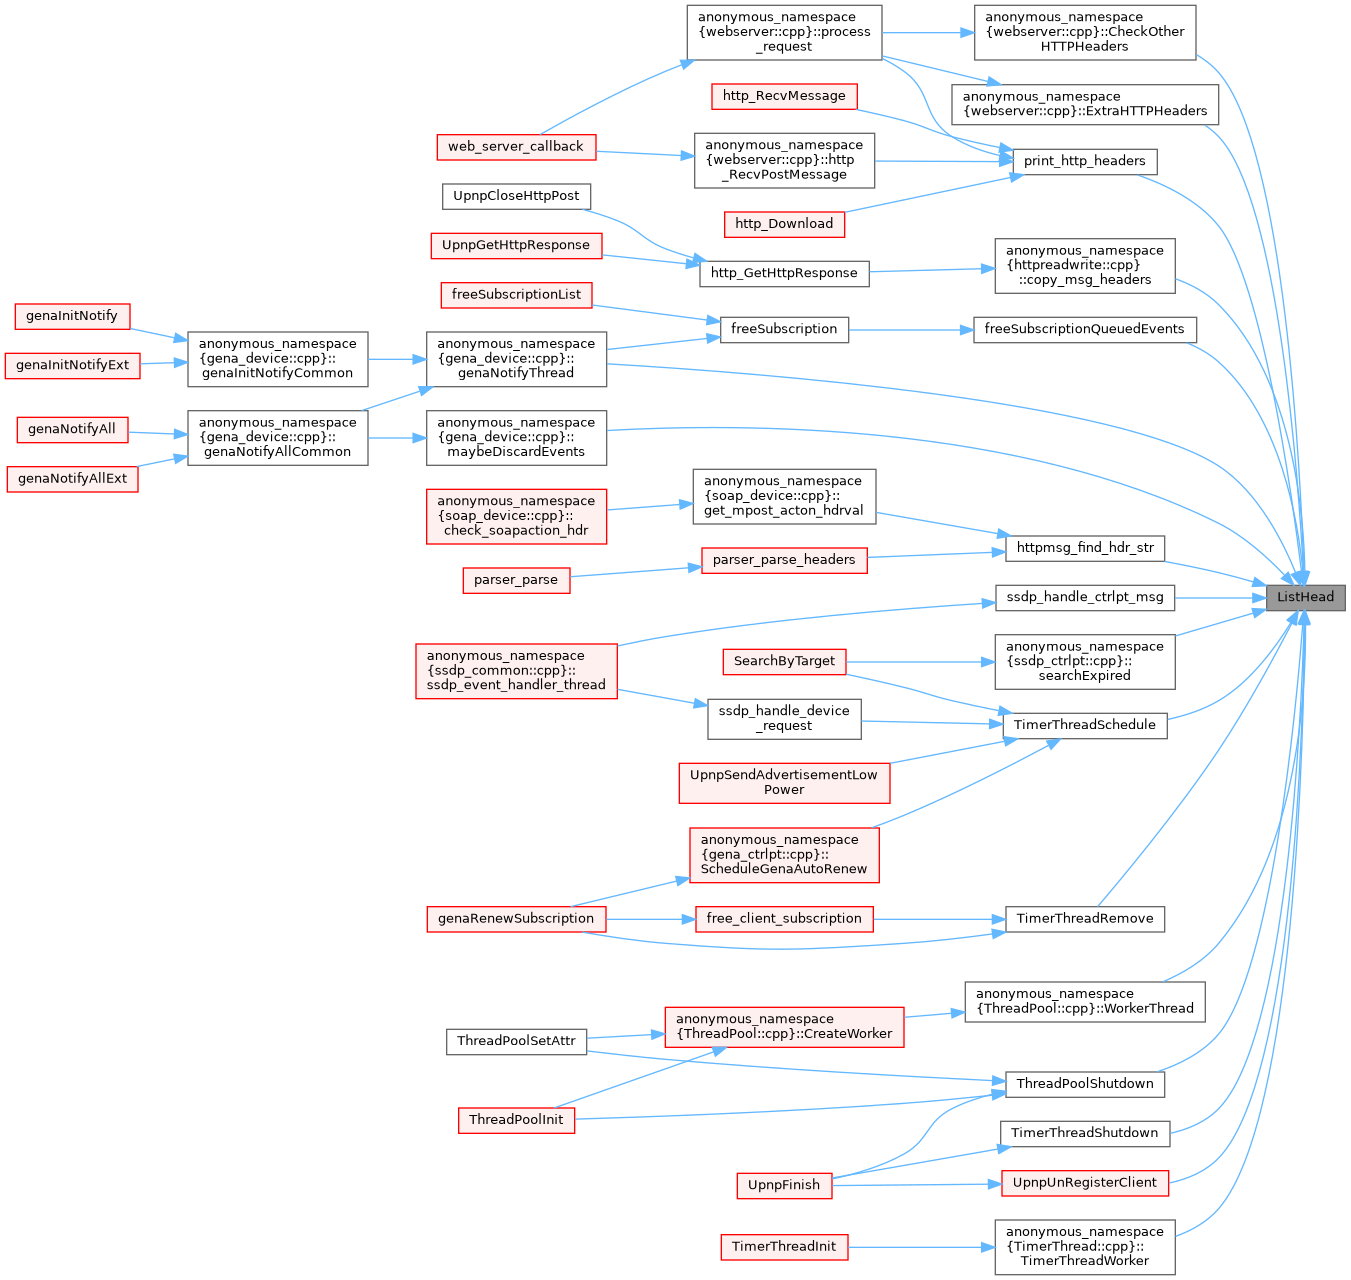 anonymous_namespace
{webserver::cpp}::process
_request
anonymous_namespace
{webserver::cpp}::CheckOther
HTTPHeaders
http_RecvMessage
anonymous_namespace
{webserver::cpp}::ExtraHTTPHeaders
web_server_callback
anonymous_namespace
{webserver::cpp}::http
_RecvPostMessage
print_http_headers
UpnpCloseHttpPost
http_Download
UpnpGetHttpResponse
http_GetHttpResponse
anonymous_namespace
{httpreadwrite::cpp}
::copy_msg_headers
freeSubscriptionList
genaInitNotify
genaInitNotifyExt
anonymous_namespace
{gena_device::cpp}::
genaInitNotifyCommon
anonymous_namespace
{gena_device::cpp}::
genaNotifyThread
freeSubscription
freeSubscriptionQueuedEvents
genaNotifyAll
genaNotifyAllExt
anonymous_namespace
{gena_device::cpp}::
genaNotifyAllCommon
anonymous_namespace
{gena_device::cpp}::
maybeDiscardEvents
anonymous_namespace
{soap_device::cpp}::
check_soapaction_hdr
anonymous_namespace
{soap_device::cpp}::
get_mpost_acton_hdrval
httpmsg_find_hdr_str
parser_parse
parser_parse_headers
ListHead
ssdp_handle_ctrlpt_msg
anonymous_namespace
{ssdp_common::cpp}::
ssdp_event_handler_thread
SearchByTarget
anonymous_namespace
{ssdp_ctrlpt::cpp}::
searchExpired
ssdp_handle_device
_request
TimerThreadSchedule
UpnpSendAdvertisementLow
Power
anonymous_namespace
{gena_ctrlpt::cpp}::
ScheduleGenaAutoRenew
genaRenewSubscription
free_client_subscription
TimerThreadRemove
anonymous_namespace
{ThreadPool::cpp}::WorkerThread
anonymous_namespace
{ThreadPool::cpp}::CreateWorker
ThreadPoolSetAttr
ThreadPoolShutdown
ThreadPoolInit
TimerThreadShutdown
UpnpFinish
UpnpUnRegisterClient
TimerThreadInit
anonymous_namespace
{TimerThread::cpp}::
TimerThreadWorker